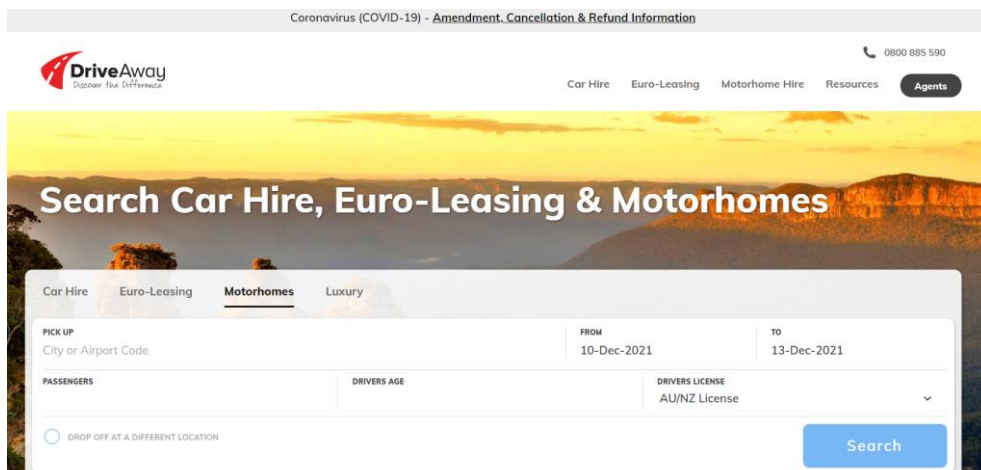 Coronavirus (COVID-19) - Amendment, Cancellation & Refund Information
0800 885 590
DriveAway
Discover the Difference
Car Hire Euro-Leasing Motorhome Hire Resources Agents
Search Car Hire, Euro-Leasing & Motorhomes
Car Hire Euro-Leasing Motorhomes Luxury
PICK UP FROM TO
City or Airport Code 10-Dec-2021 13-Dec-2021
PASSENGERS DRIVERS AGE DRIVERS LICENSE
AU/NZ License
DROP OFF AT A DIFFERENT LOCATION
Search